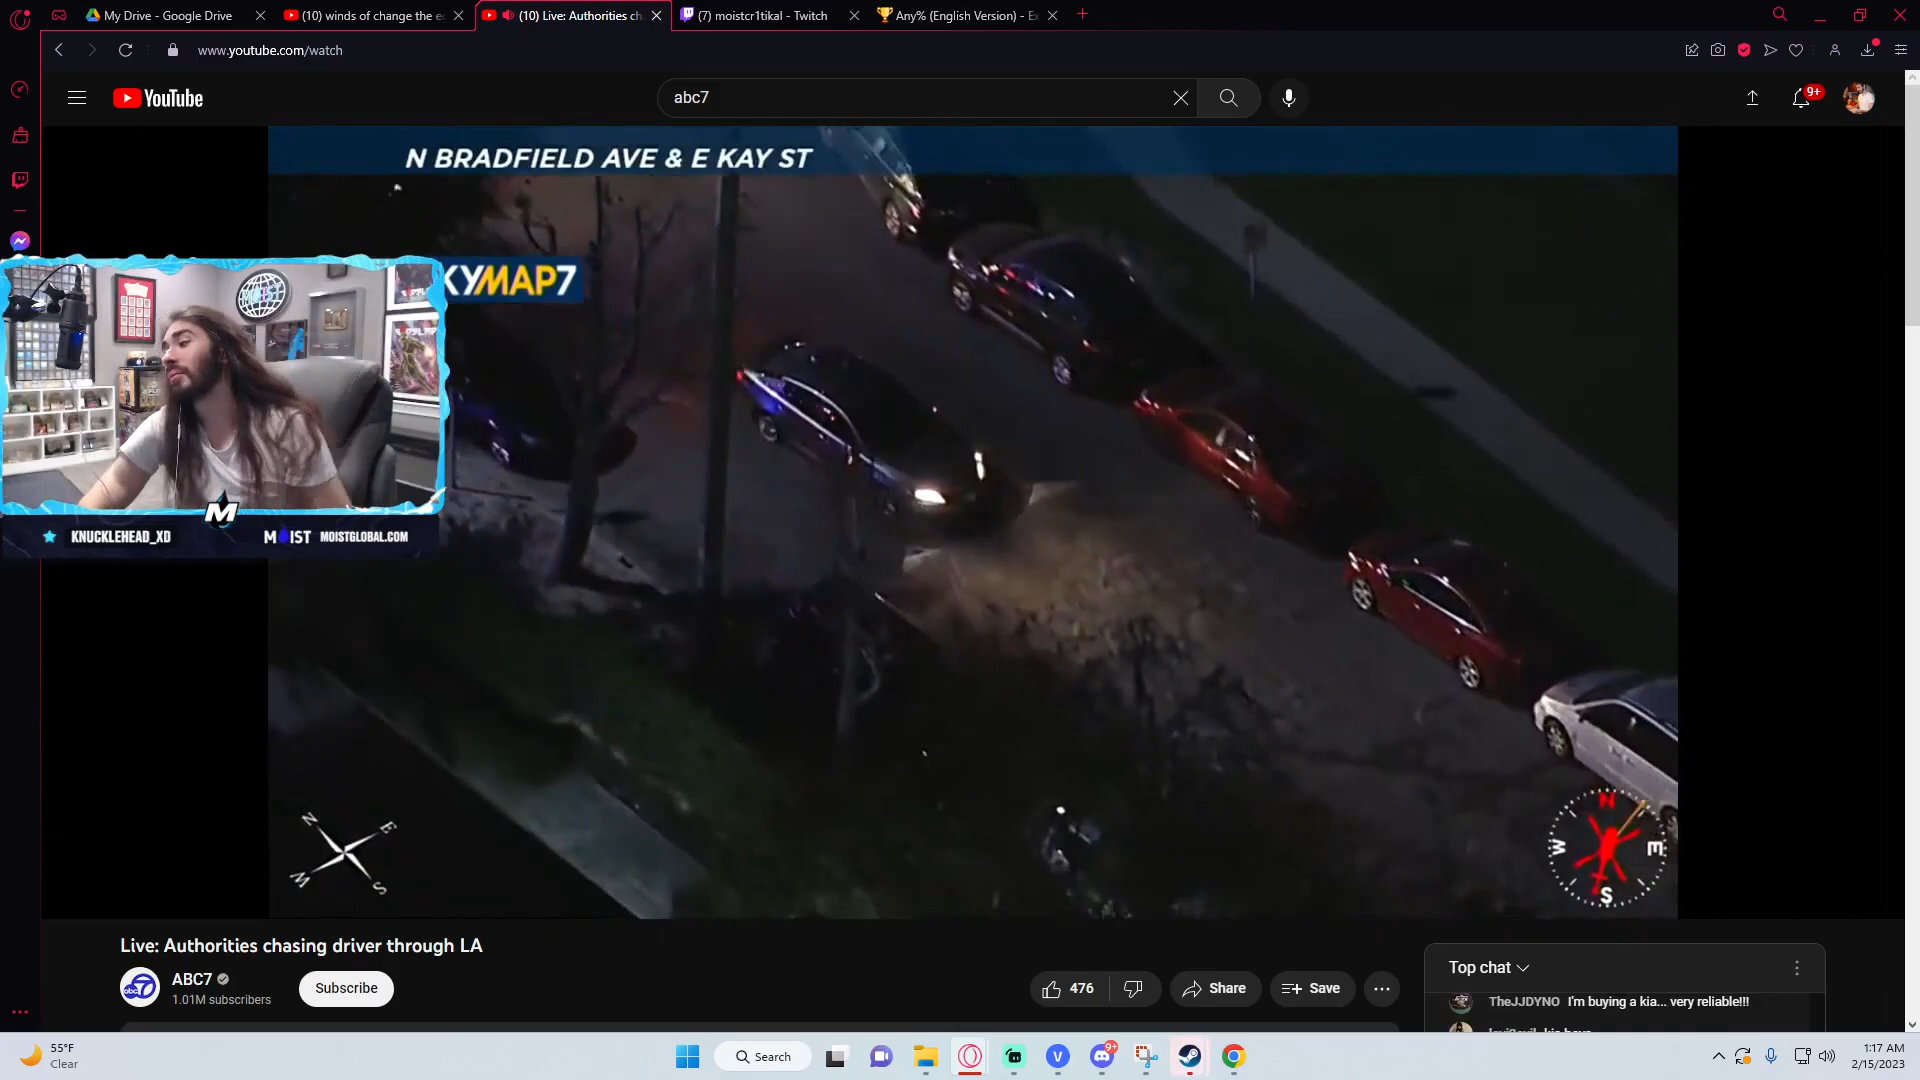 My Drive - Google Drive
(10) winds of change the e
(10) Live: Authorities ch
(7) moistcr1tikal - Twitch
Any% (English Version) - E
www.youtube.com/watch
YouTube
abc7
9+
N BRADFIELD AVE & E KAY ST
KYMAP7
MOIST
M
KNUCKLEHEAD_XD
MOIST MOISTGLOBAL.COM
N E
W S
N
W E
S
Live: Authorities chasing driver through LA
ABC7
1.01M subscribers
Subscribe
476
Share
Save
Top chat
TheJJDYNO I'm buying a kia... very reliable!!!
55°F
Clear
Search
V
9+
1:17 AM
2/15/2023